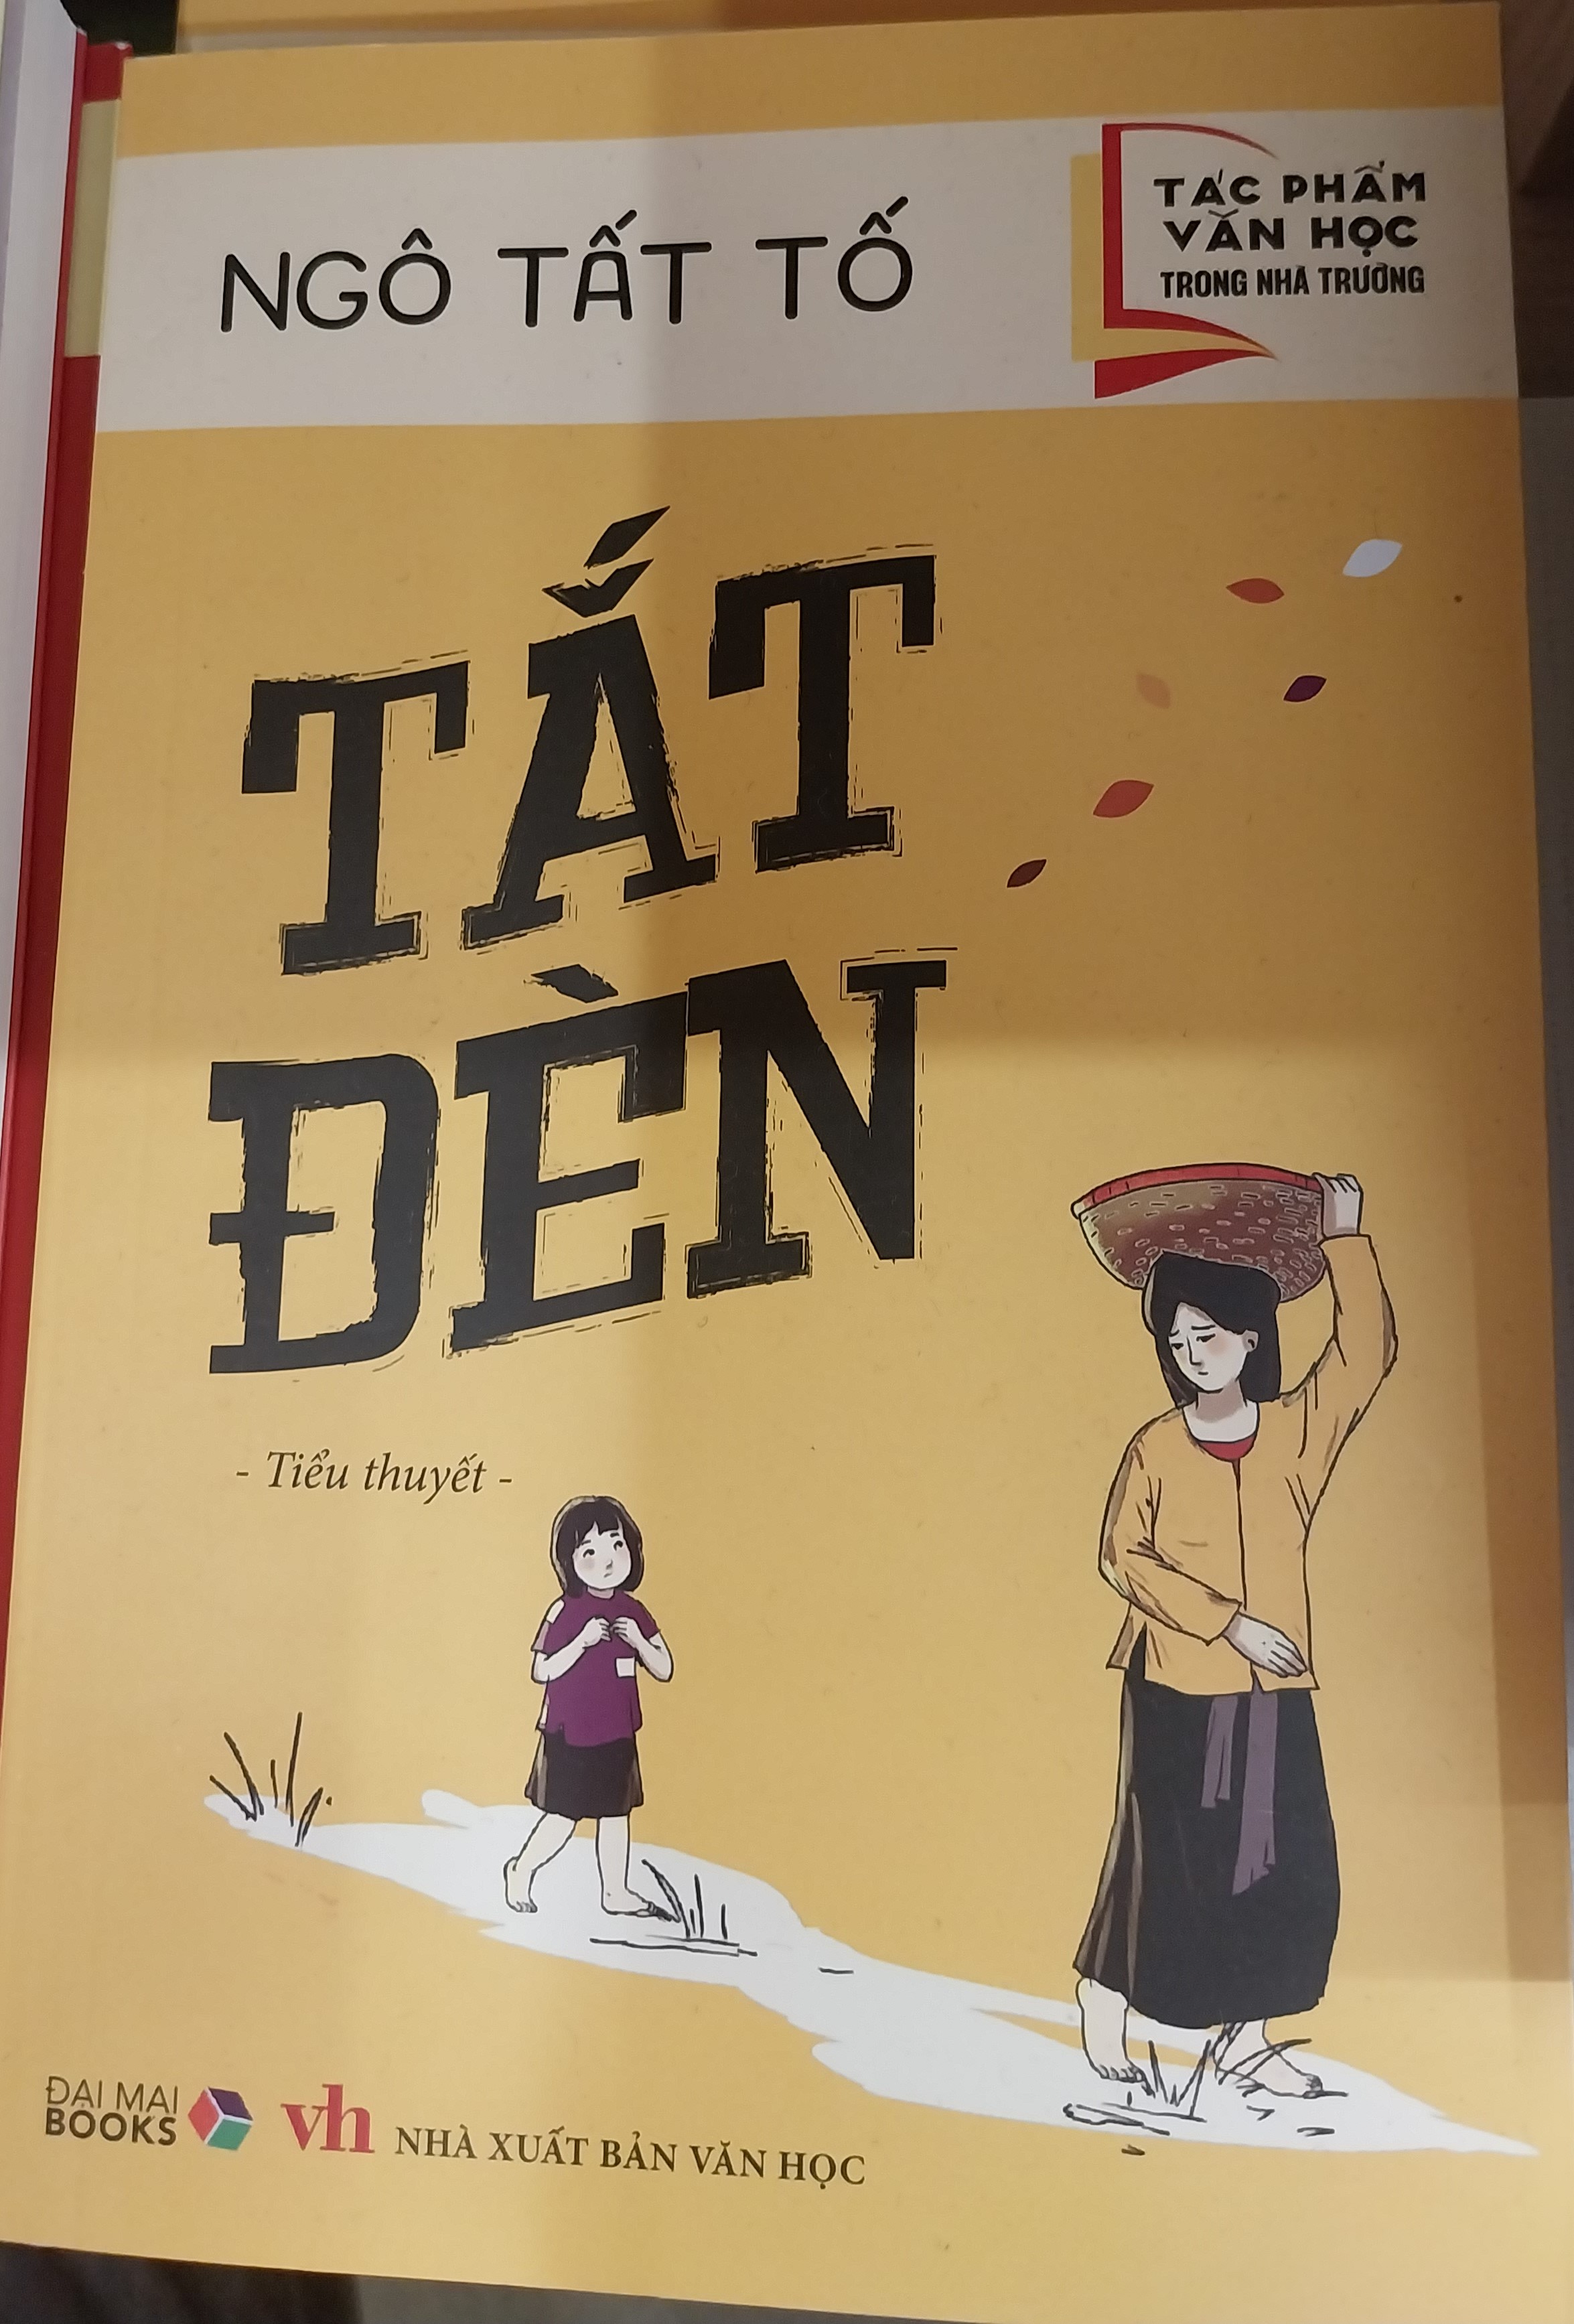 NGÔ TẤT TỐ
TÁC PHẨM
VĂN HỌC
TRONG NHÀ TRƯỜNG
TẮT
ĐÈN
- Tiểu thuyết -
ĐẠI MAI
BOOKS
vh
NHÀ XUẤT BẢN VĂN HỌC